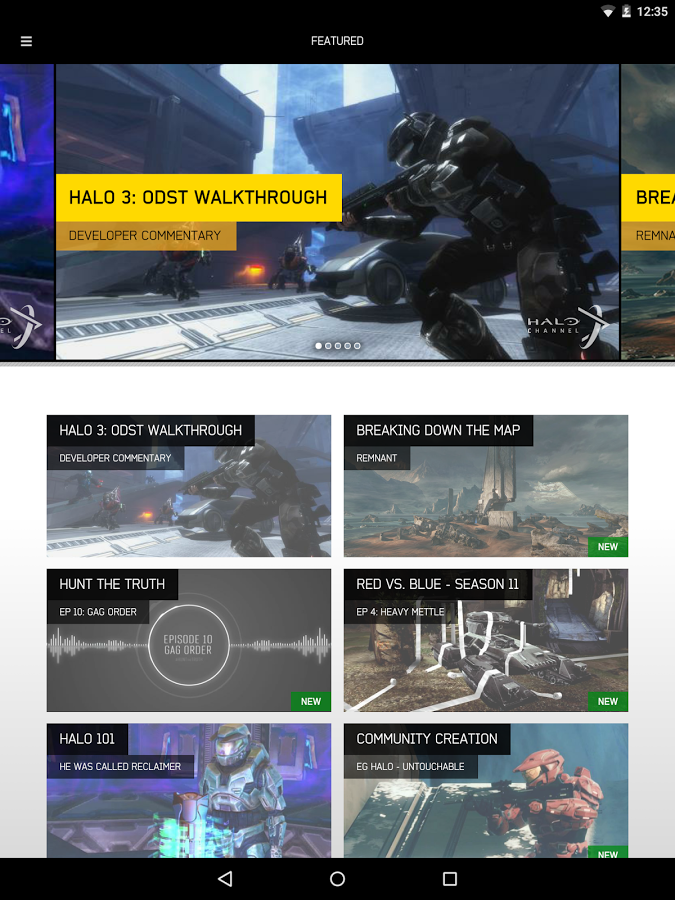 12:35
FEATURED
HALO 3: ODST WALKTHROUGH
DEVELOPER COMMENTARY
BREA
REMNA
EL
HALO
CHANNEL
HALO 3: ODST WALKTHROUGH
DEVELOPER COMMENTARY
BREAKING DOWN THE MAP
REMNANT
NEW
HUNT THE TRUTH
EP 10: GAG ORDER
EPISODE 10
GAG ORDER
NEW
RED VS. BLUE - SEASON 11
EP 4: HEAVY METTLE
NEW
HALO 101
HE WAS CALLED RECLAIMER
COMMUNITY CREATION
EG HALO - UNTOUCHABLE
NEW